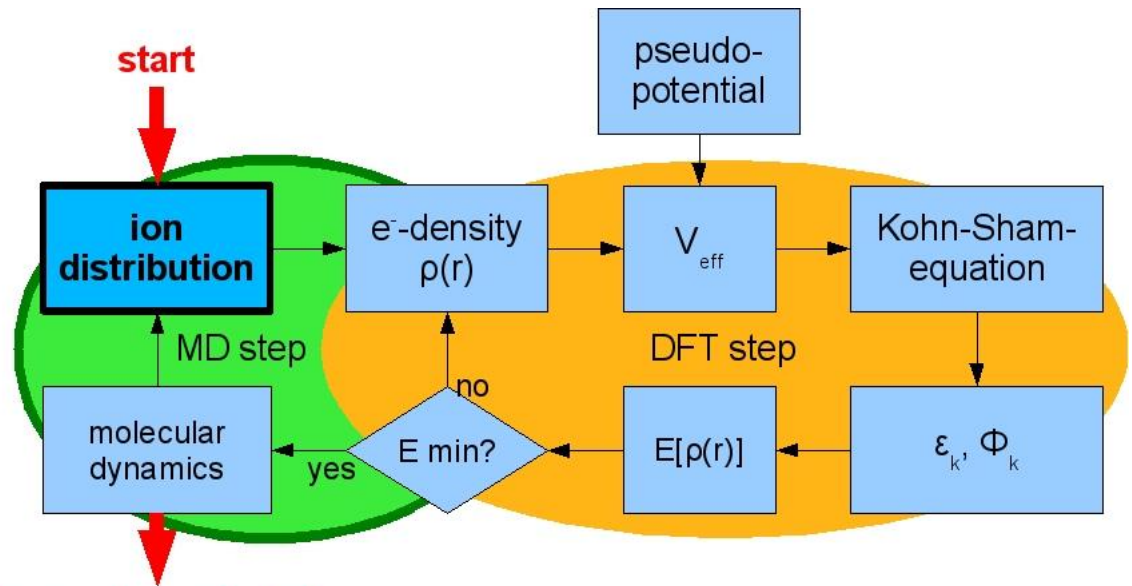 start
pseudo-
potential
ion
distribution
e⁻-density
ρ(r)
V_eff
Kohn-Sham-
equation
MD step
DFT step
no
molecular
dynamics
yes
E min?
E[ρ(r)]
ε_k, Φ_k